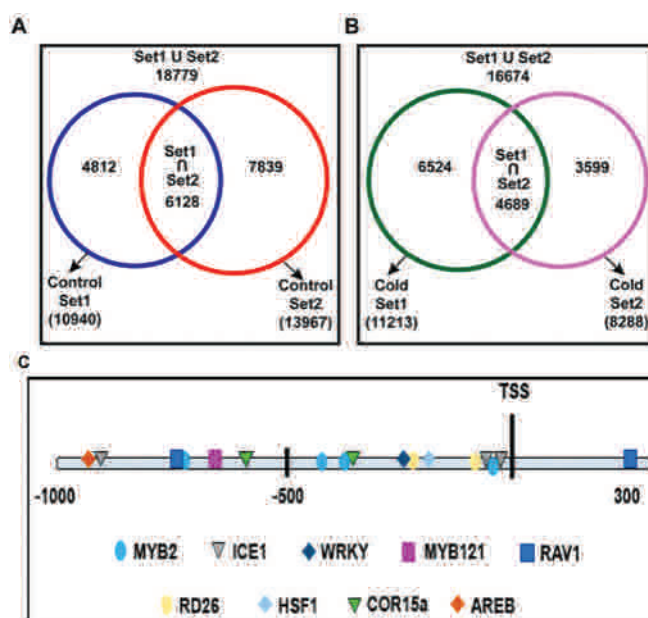 A
Set1 U Set2
18779
4812
Set1
∩
Set2
6128
7839
Control
Set1
(10940)
Control
Set2
(13967)
B
Set1 U Set2
16674
6524
Set1
∩
Set2
4689
3599
Cold
Set1
(11213)
Cold
Set2
(8288)
C
TSS
-1000
-500
300
MYB2
ICE1
WRKY
MYB121
RAV1
RD26
HSF1
COR15a
AREB